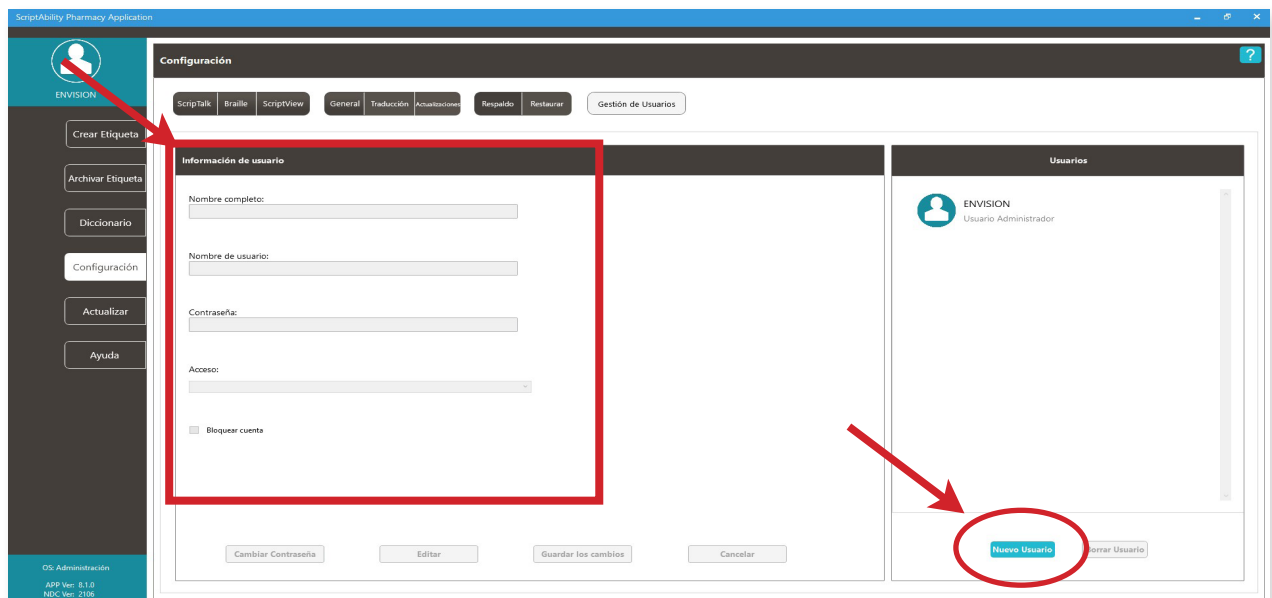 ScriptAbility Pharmacy Application
ENVISION
Crear Etiqueta
Archivar Etiqueta
Diccionario
Configuración
Actualizar
Ayuda
OS: Administración
APP Ver: 8.1.0
NDC Ver: 2106
Configuración
?
ScripTalk Braille ScriptView General Traducción Actualizaciones Respaldo Restaurar Gestión de Usuarios
Información de usuario
Nombre completo:
Nombre de usuario:
Contraseña:
Acceso:
Bloquear cuenta
Cambiar Contraseña Editar Guardar los cambios Cancelar
Usuarios
ENVISION
Usuario Administrador
Nuevo Usuario Borrar Usuario